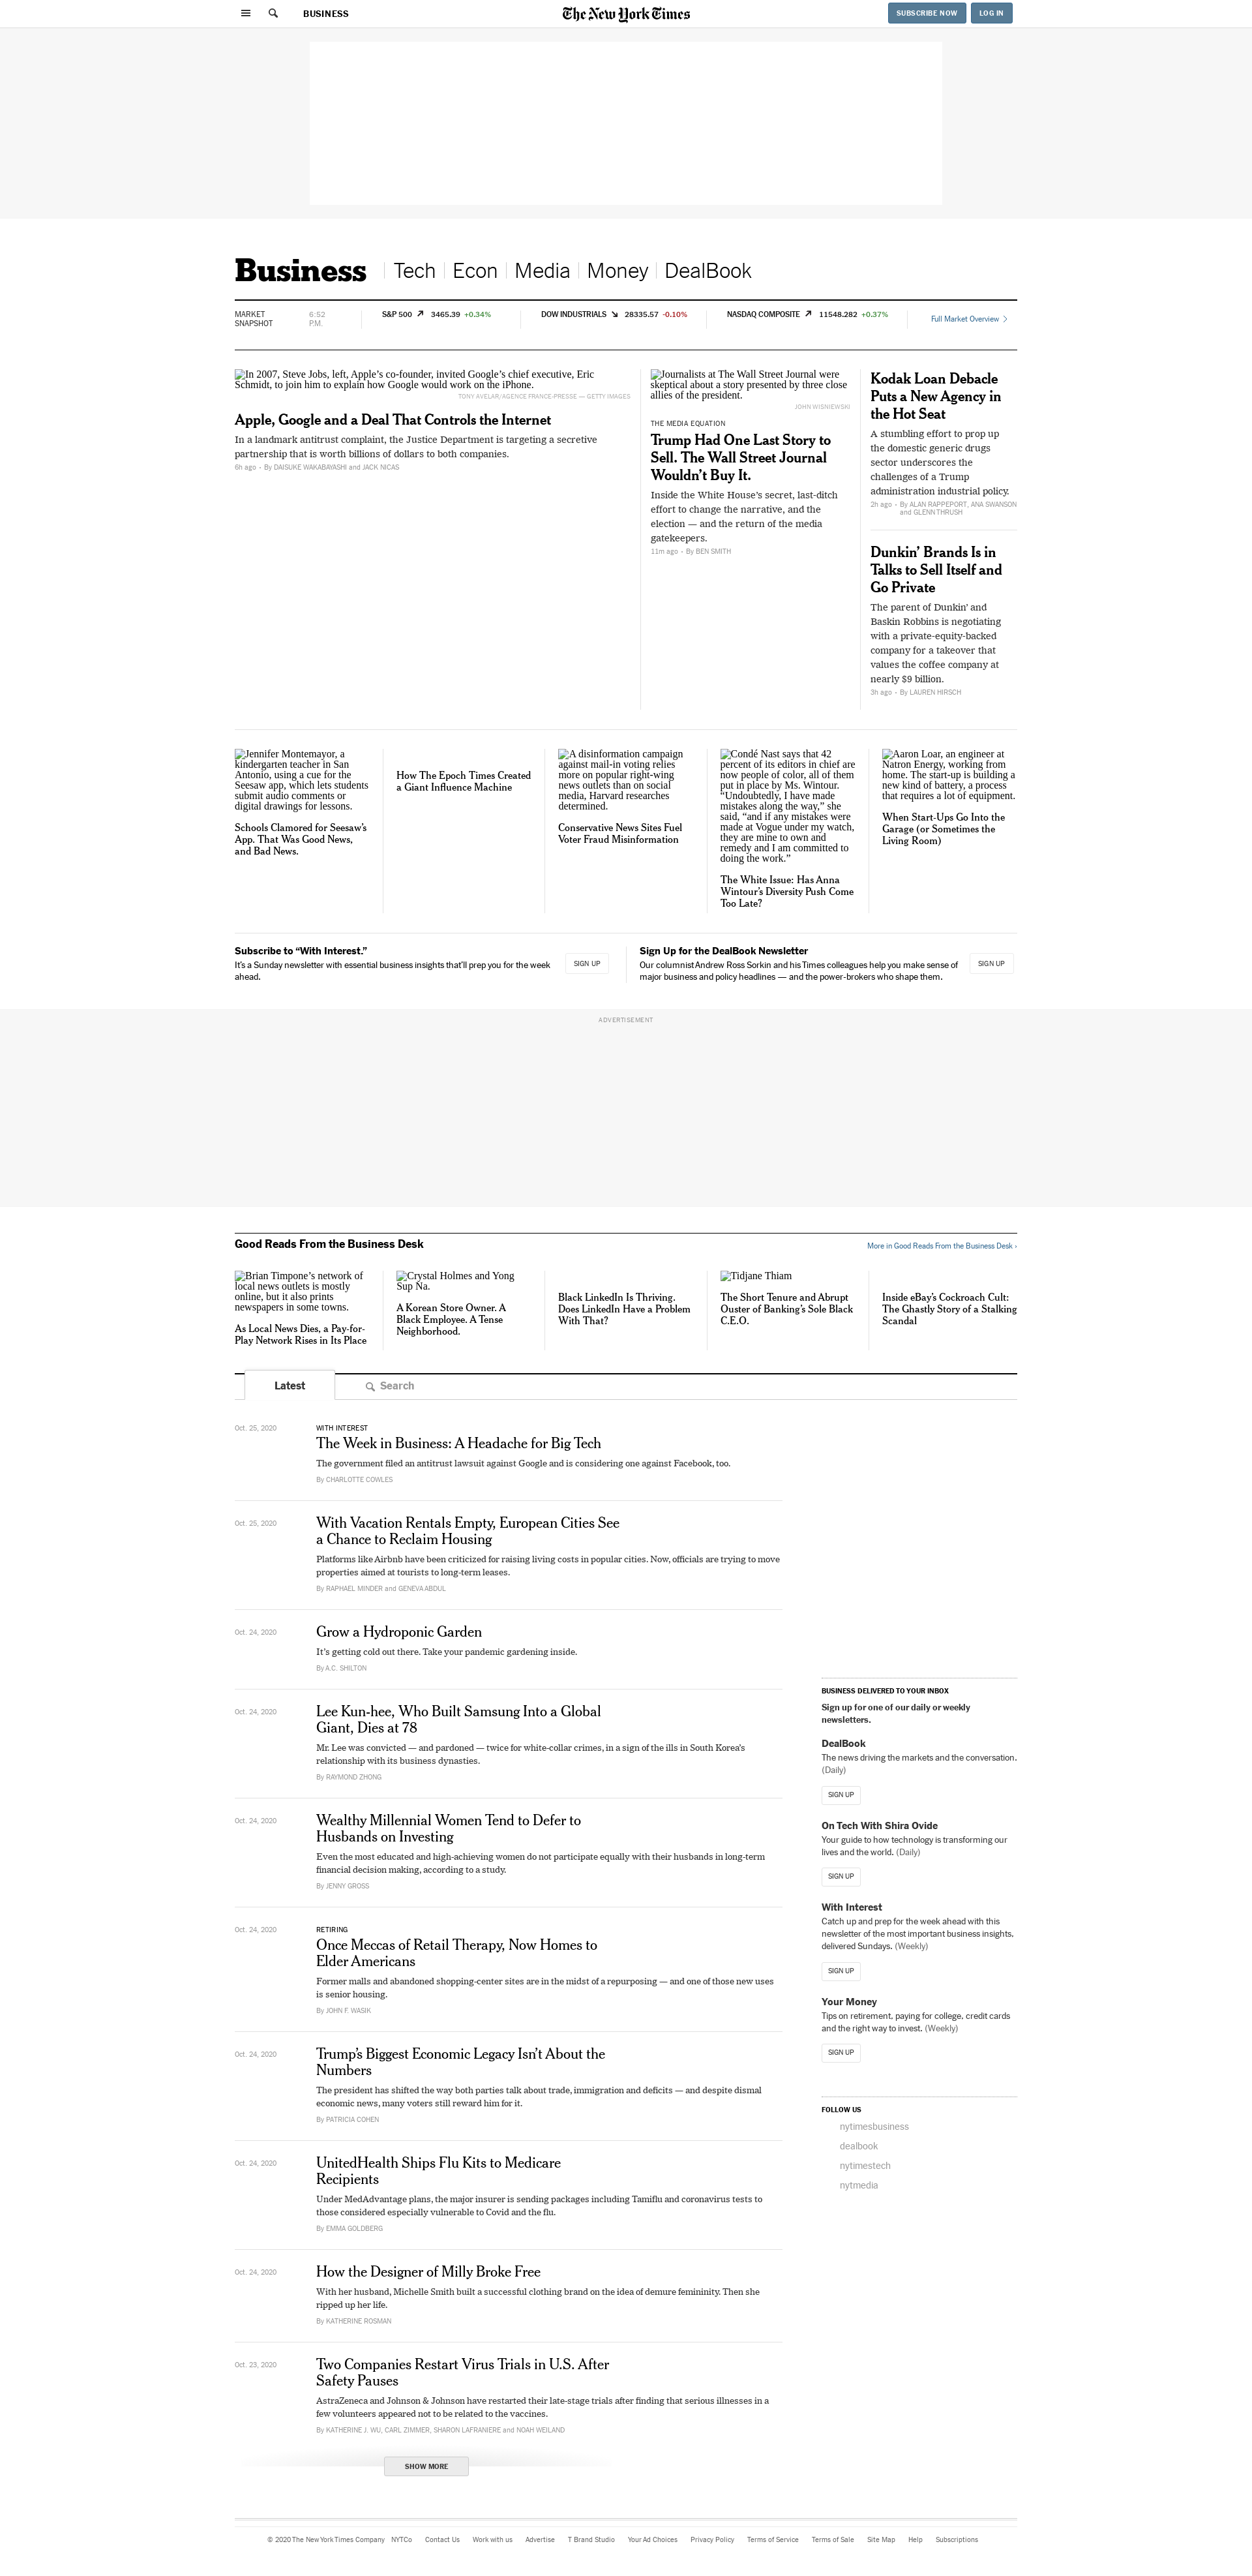 BUSINESS
The New York Times
SUBSCRIBE NOW
LOG IN
Business
Tech
Econ
Media
Money
DealBook
MARKET
SNAPSHOT
6:52
P.M.
S&P 500 3465.39 +0.34%
DOW INDUSTRIALS 28335.57 -0.10%
NASDAQ COMPOSITE 11548.282 +0.37%
Full Market Overview
In 2007, Steve Jobs, left, Apple’s co-founder, invited Google’s chief executive, Eric
Schmidt, to join him to explain how Google would work on the iPhone.
TONY AVELAR/AGENCE FRANCE-PRESSE — GETTY IMAGES
Apple, Google and a Deal That Controls the Internet
In a landmark antitrust complaint, the Justice Department is targeting a secretive
partnership that is worth billions of dollars to both companies.
6h ago - By DAISUKE WAKABAYASHI and JACK NICAS
Journalists at The Wall Street Journal were
skeptical about a story presented by three close
allies of the president.
JOHN WISNIEWSKI
THE MEDIA EQUATION
Trump Had One Last Story to
Sell. The Wall Street Journal
Wouldn’t Buy It.
Inside the White House’s secret, last-ditch
effort to change the narrative, and the
election — and the return of the media
gatekeepers.
11m ago - By BEN SMITH
Kodak Loan Debacle
Puts a New Agency in
the Hot Seat
A stumbling effort to prop up
the domestic generic drugs
sector underscores the
challenges of a Trump
administration industrial policy.
2h ago - By ALAN RAPPEPORT, ANA SWANSON
and GLENN THRUSH
Dunkin’ Brands Is in
Talks to Sell Itself and
Go Private
The parent of Dunkin’ and
Baskin Robbins is negotiating
with a private-equity-backed
company for a takeover that
values the coffee company at
nearly $9 billion.
3h ago - By LAUREN HIRSCH
Jennifer Montemayor, a
kindergarten teacher in San
Antonio, using a cue for the
Seesaw app, which lets students
submit audio comments or
digital drawings for lessons.
Schools Clamored for Seesaw’s
App. That Was Good News,
and Bad News.
How The Epoch Times Created
a Giant Influence Machine
A disinformation campaign
against mail-in voting relies
more on popular right-wing
news outlets than on social
media, Harvard researches
determined.
Conservative News Sites Fuel
Voter Fraud Misinformation
Condé Nast says that 42
percent of its editors in chief are
now people of color, all of them
put in place by Ms. Wintour.
“Undoubtedly, I have made
mistakes along the way,” she
said, “and if any mistakes were
made at Vogue under my watch,
they are mine to own and
remedy and I am committed to
doing the work.”
The White Issue: Has Anna
Wintour’s Diversity Push Come
Too Late?
Aaron Loar, an engineer at
Natron Energy, working from
home. The start-up is building a
new kind of battery, a process
that requires a lot of equipment.
When Start-Ups Go Into the
Garage (or Sometimes the
Living Room)
Subscribe to “With Interest.”
It’s a Sunday newsletter with essential business insights that’ll prep you for the week
ahead.
SIGN UP
Sign Up for the DealBook Newsletter
Our columnist Andrew Ross Sorkin and his Times colleagues help you make sense of
major business and policy headlines — and the power-brokers who shape them.
SIGN UP
ADVERTISEMENT
Good Reads From the Business Desk
More in Good Reads From the Business Desk ›
Brian Timpone’s network of
local news outlets is mostly
online, but it also prints
newspapers in some towns.
As Local News Dies, a Pay-for-
Play Network Rises in Its Place
Crystal Holmes and Yong
Sup Na.
A Korean Store Owner. A
Black Employee. A Tense
Neighborhood.
Black LinkedIn Is Thriving.
Does LinkedIn Have a Problem
With That?
Tidjane Thiam
The Short Tenure and Abrupt
Ouster of Banking’s Sole Black
C.E.O.
Inside eBay’s Cockroach Cult:
The Ghastly Story of a Stalking
Scandal
Latest
Search
Oct. 25, 2020
WITH INTEREST
The Week in Business: A Headache for Big Tech
The government filed an antitrust lawsuit against Google and is considering one against Facebook, too.
By CHARLOTTE COWLES
Oct. 25, 2020
With Vacation Rentals Empty, European Cities See
a Chance to Reclaim Housing
Platforms like Airbnb have been criticized for raising living costs in popular cities. Now, officials are trying to move
properties aimed at tourists to long-term leases.
By RAPHAEL MINDER and GENEVA ABDUL
Oct. 24, 2020
Grow a Hydroponic Garden
It’s getting cold out there. Take your pandemic gardening inside.
By A.C. SHILTON
Oct. 24, 2020
Lee Kun-hee, Who Built Samsung Into a Global
Giant, Dies at 78
Mr. Lee was convicted — and pardoned — twice for white-collar crimes, in a sign of the ills in South Korea’s
relationship with its business dynasties.
By RAYMOND ZHONG
Oct. 24, 2020
Wealthy Millennial Women Tend to Defer to
Husbands on Investing
Even the most educated and high-achieving women do not participate equally with their husbands in long-term
financial decision making, according to a study.
By JENNY GROSS
Oct. 24, 2020
RETIRING
Once Meccas of Retail Therapy, Now Homes to
Elder Americans
Former malls and abandoned shopping-center sites are in the midst of a repurposing — and one of those new uses
is senior housing.
By JOHN F. WASIK
Oct. 24, 2020
Trump’s Biggest Economic Legacy Isn’t About the
Numbers
The president has shifted the way both parties talk about trade, immigration and deficits — and despite dismal
economic news, many voters still reward him for it.
By PATRICIA COHEN
Oct. 24, 2020
UnitedHealth Ships Flu Kits to Medicare
Recipients
Under MedAdvantage plans, the major insurer is sending packages including Tamiflu and coronavirus tests to
those considered especially vulnerable to Covid and the flu.
By EMMA GOLDBERG
Oct. 24, 2020
How the Designer of Milly Broke Free
With her husband, Michelle Smith built a successful clothing brand on the idea of demure femininity. Then she
ripped up her life.
By KATHERINE ROSMAN
Oct. 23, 2020
Two Companies Restart Virus Trials in U.S. After
Safety Pauses
AstraZeneca and Johnson & Johnson have restarted their late-stage trials after finding that serious illnesses in a
few volunteers appeared not to be related to the vaccines.
By KATHERINE J. WU, CARL ZIMMER, SHARON LAFRANIERE and NOAH WEILAND
SHOW MORE
BUSINESS DELIVERED TO YOUR INBOX
Sign up for one of our daily or weekly
newsletters.
DealBook
The news driving the markets and the conversation.
(Daily)
SIGN UP
On Tech With Shira Ovide
Your guide to how technology is transforming our
lives and the world. (Daily)
SIGN UP
With Interest
Catch up and prep for the week ahead with this
newsletter of the most important business insights,
delivered Sundays. (Weekly)
SIGN UP
Your Money
Tips on retirement, paying for college, credit cards
and the right way to invest. (Weekly)
SIGN UP
FOLLOW US
nytimesbusiness
dealbook
nytimestech
nytmedia
© 2020 The New York Times Company NYTCo Contact Us Work with us Advertise T Brand Studio Your Ad Choices Privacy Policy Terms of Service Terms of Sale Site Map Help Subscriptions